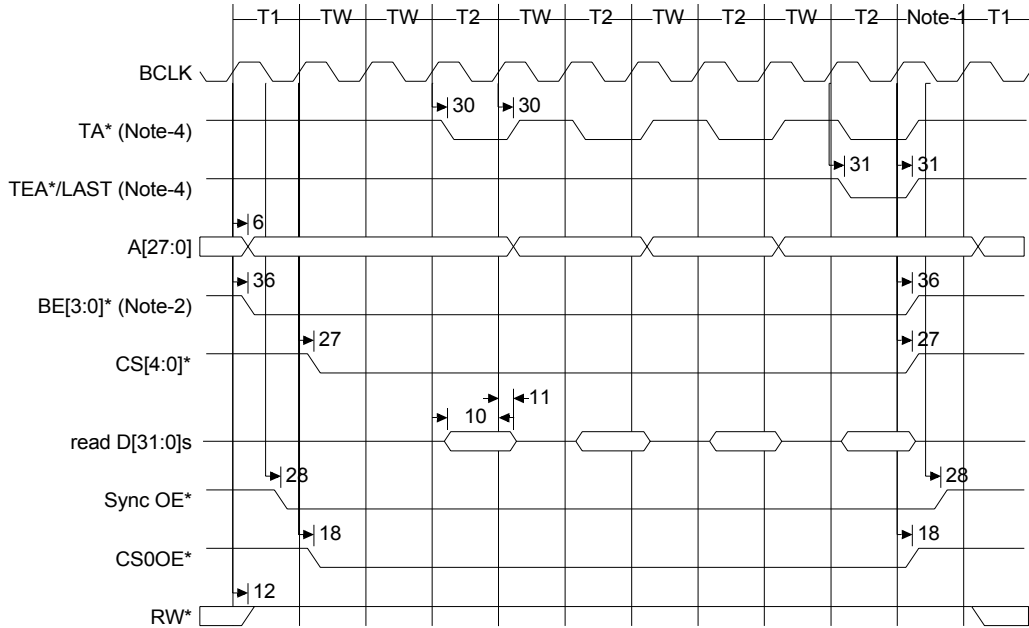 T1 TW TW T2 TW T2 TW T2 TW T2 Note-1 T1
BCLK
30 30
TA* (Note-4)
31 31
TEA*/LAST (Note-4)
6
A[27:0]
36 36
BE[3:0]* (Note-2)
27 27
CS[4:0]*
11
10
read D[31:0]s
28 28
Sync OE*
18 18
CS0OE*
12
RW*